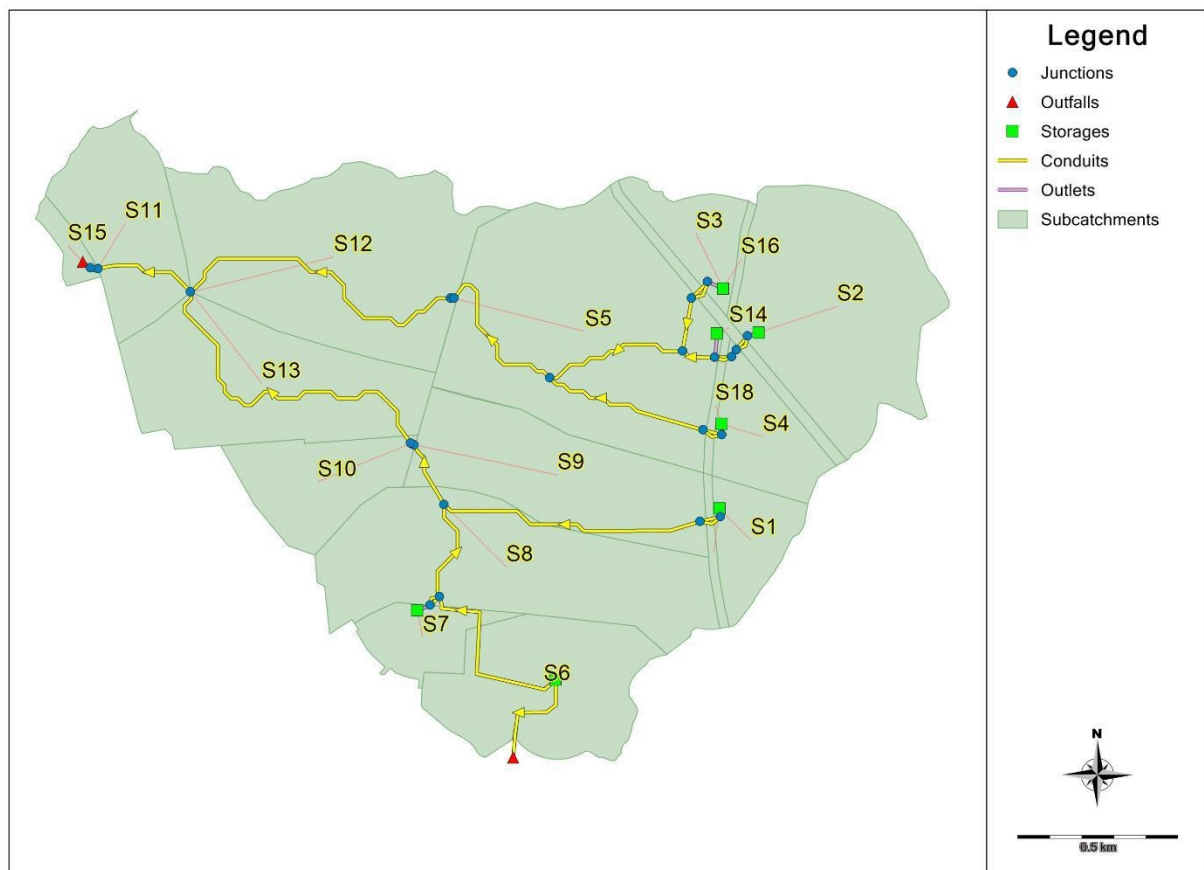 Legend
Junctions
Outfalls
Storages
Conduits
Outlets
Subcatchments
S3
S15
S11
S12
S16
S2
S14
S5
S13
S18
S4
S10
S9
S1
S8
S7
S6
N
0.5 km